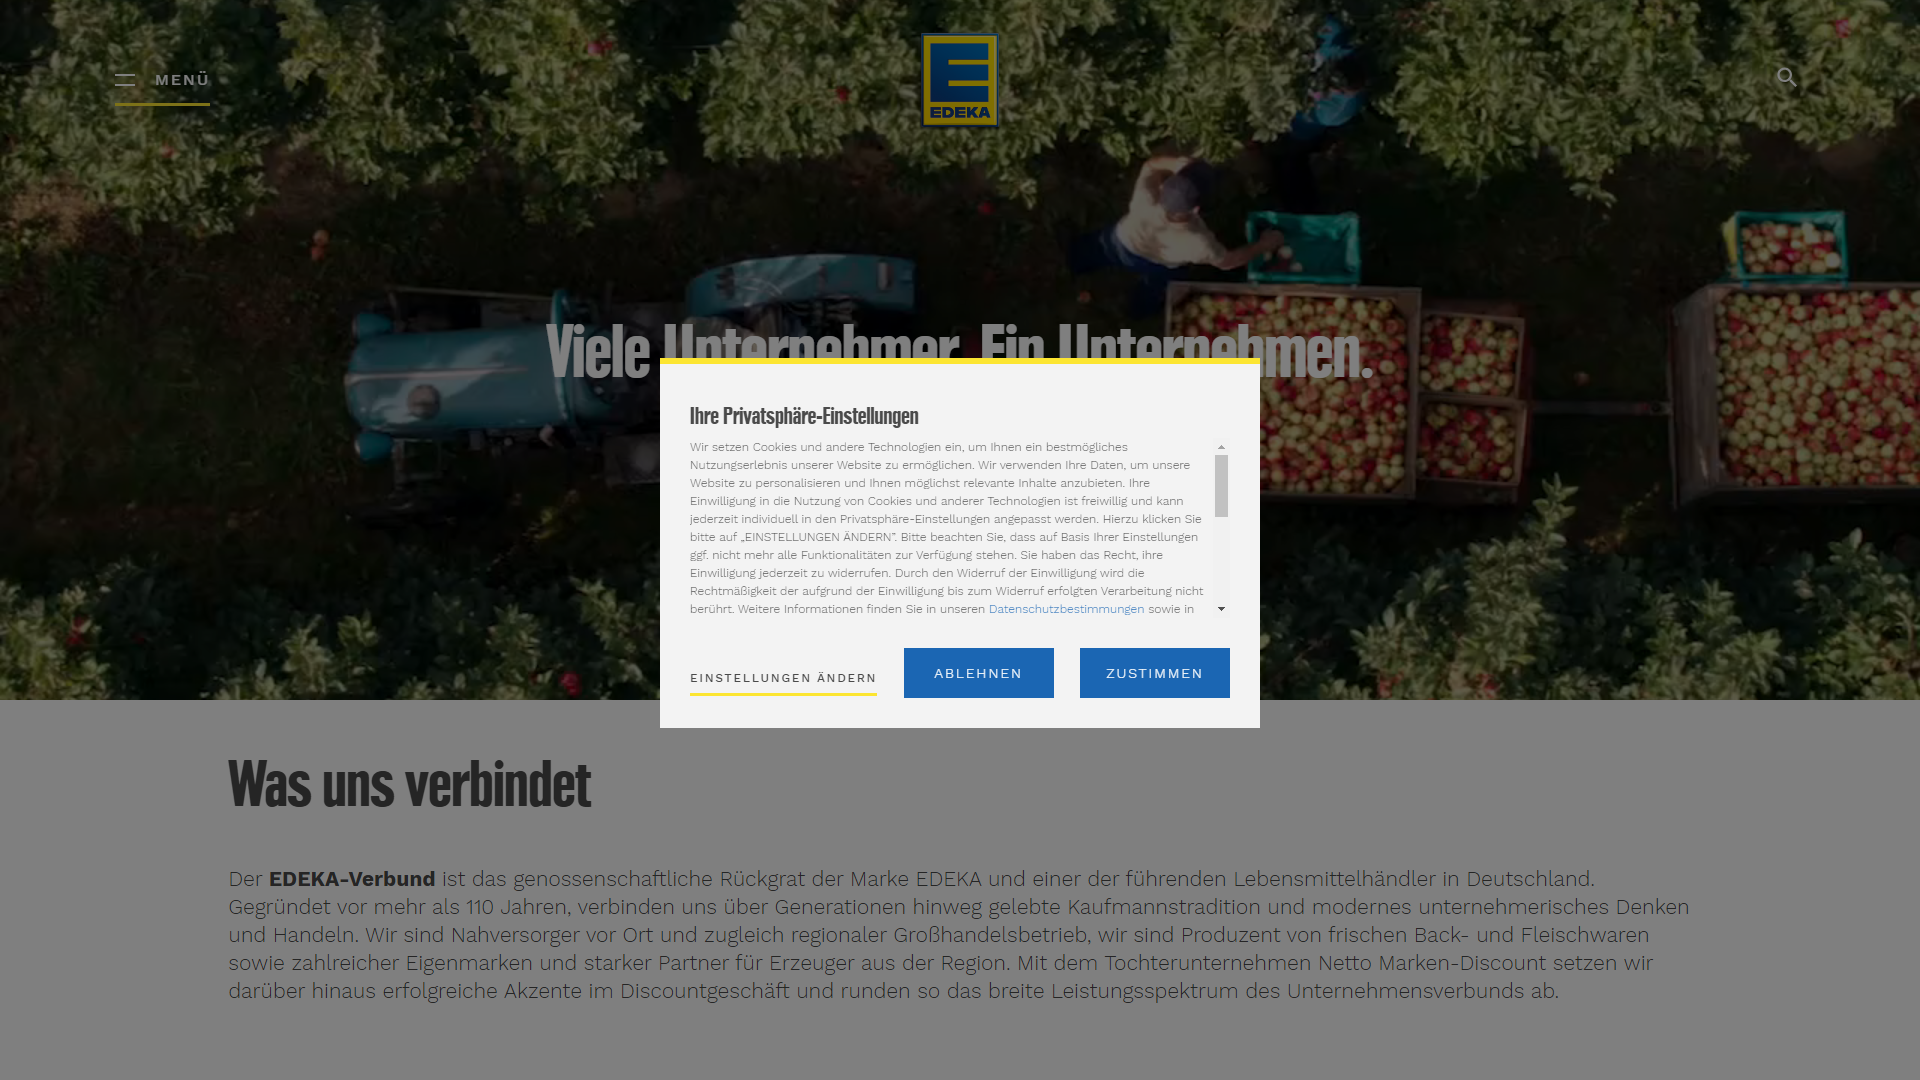 MENÜ
EDEKA
Viele Unternehmer. Ein Unternehmen.
Ihre Privatsphäre-Einstellungen
Wir setzen Cookies und andere Technologien ein, um Ihnen ein bestmögliches
Nutzungserlebnis unserer Website zu ermöglichen. Wir verwenden Ihre Daten, um unsere
Website zu personalisieren und Ihnen möglichst relevante Inhalte anzubieten. Ihre
Einwilligung in die Nutzung von Cookies und anderer Technologien ist freiwillig und kann
jederzeit individuell in den Privatsphäre-Einstellungen angepasst werden. Hierzu klicken Sie
bitte auf „EINSTELLUNGEN ÄNDERN”. Bitte beachten Sie, dass auf Basis Ihrer Einstellungen
ggf. nicht mehr alle Funktionalitäten zur Verfügung stehen. Sie haben das Recht, ihre
Einwilligung jederzeit zu widerrufen. Durch den Widerruf der Einwilligung wird die
Rechtmäßigkeit der aufgrund der Einwilligung bis zum Widerruf erfolgten Verarbeitung nicht
berührt. Weitere Informationen finden Sie in unseren Datenschutzbestimmungen sowie in
EINSTELLUNGEN ÄNDERN
ABLEHNEN
ZUSTIMMEN
Was uns verbindet
Der EDEKA-Verbund ist das genossenschaftliche Rückgrat der Marke EDEKA und einer der führenden Lebensmittelhändler in Deutschland.
Gegründet vor mehr als 110 Jahren, verbinden uns über Generationen hinweg gelebte Kaufmannstradition und modernes unternehmerisches Denken
und Handeln. Wir sind Nahversorger vor Ort und zugleich regionaler Großhandelsbetrieb, wir sind Produzent von frischen Back- und Fleischwaren
sowie zahlreicher Eigenmarken und starker Partner für Erzeuger aus der Region. Mit dem Tochterunternehmen Netto Marken-Discount setzen wir
darüber hinaus erfolgreiche Akzente im Discountgeschäft und runden so das breite Leistungsspektrum des Unternehmensverbunds ab.